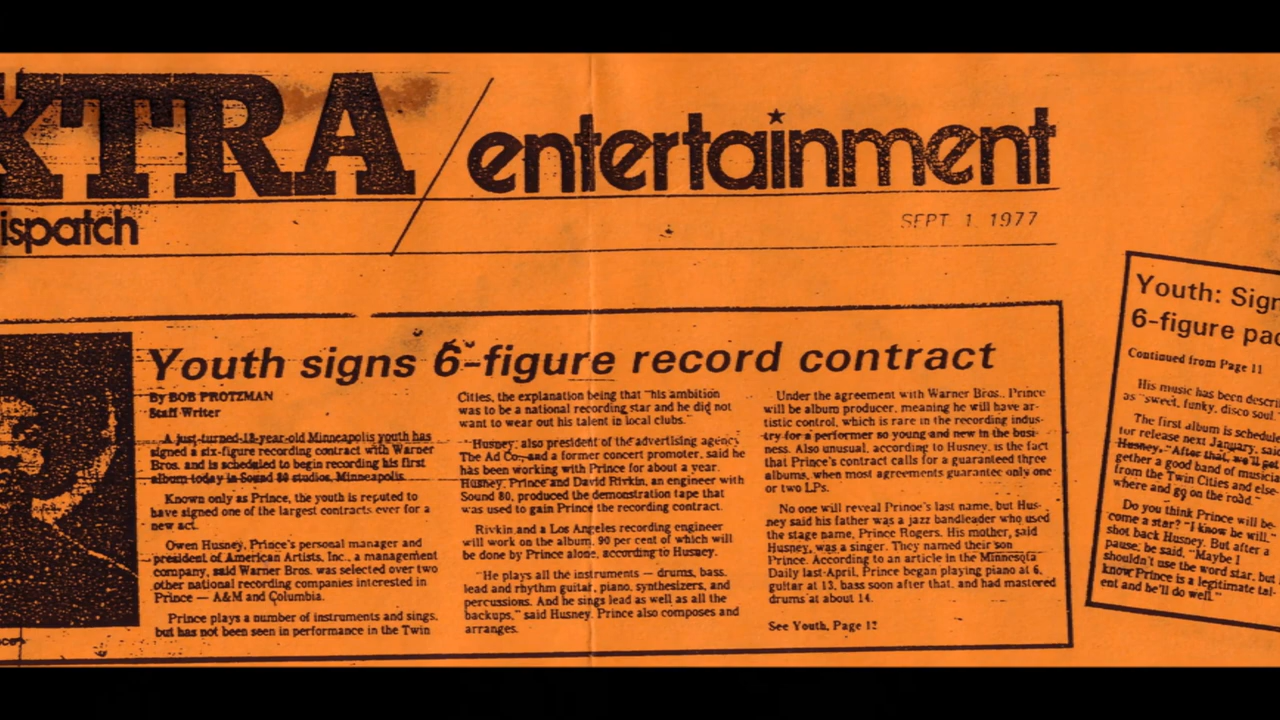 XTRA / entertainment
ispatch
SEPT. 1, 1977
Youth signs 6-figure record contract
By BOB PROTZMAN
Staff Writer
A just-turned-18-year-old Minneapolis youth has
signed a six-figure recording contract with Warner
Bros. and is scheduled to begin recording his first
album today in Sound 80 studios, Minneapolis.
Known only as Prince, the youth is reputed to
have signed one of the largest contracts ever for a
new act.
Owen Husney, Prince's personal manager and
president of American Artists, Inc., a management
company, said Warner Bros. was selected over two
other national recording companies interested in
Prince — A&M and Columbia.
Prince plays a number of instruments and sings,
but has not been seen in performance in the Twin
Cities, the explanation being that "his ambition
was to be a national recording star and he did not
want to wear out his talent in local clubs."
Husney, also president of the advertising agency
The Ad Co., and a former concert promoter, said he
has been working with Prince for about a year.
Husney, Prince and David Rivkin, an engineer with
Sound 80, produced the demonstration tape that
was used to gain Prince the recording contract.
Rivkin and a Los Angeles recording engineer
will work on the album, 90 per cent of which will
be done by Prince alone, according to Husney.
"He plays all the instruments — drums, bass,
lead and rhythm guitar, piano, synthesizers, and
percussions. And he sings lead as well as all the
backups," said Husney. Prince also composes and
arranges.
Under the agreement with Warner Bros., Prince
will be album producer, meaning he will have ar-
tistic control, which is rare in the recording indus-
try for a performer so young and new in the busi-
ness. Also unusual, according to Husney, is the fact
that Prince's contract calls for a guaranteed three
albums, when most agreements guarantee only one
or two LPs.
No one will reveal Prince's last name, but Hus-
ney said his father was a jazz bandleader who used
the stage name, Prince Rogers. His mother, said
Husney, was a singer. They named their son
Prince. According to an article in the Minnesota
Daily last April, Prince began playing piano at 6,
guitar at 13, bass soon after that, and had mastered
drums at about 14.
See Youth, Page 12
Youth: Sign
6-figure pac
Continued from Page 11
His music has been descri
as "sweet, funky, disco soul."
The first album is schedule
for release next January, said
Husney. "After that, we'll get
gether a good band of musicia
from the Twin Cities and else
where and go on the road."
Do you think Prince will be-
come a star? "I know he will,"
shot back Husney. But after a
pause, he said, "Maybe I
shouldn't use the word star, but
know Prince is a legitimate tal-
ent and he'll do well."